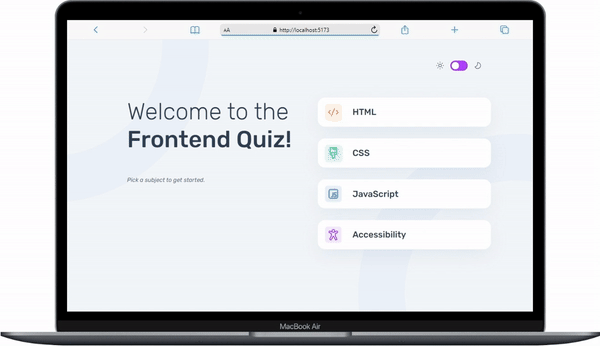 AA
http://localhost:5173
Welcome to the
Frontend Quiz!
Pick a subject to get started.
HTML
CSS
JavaScript
Accessibility
MacBook Air